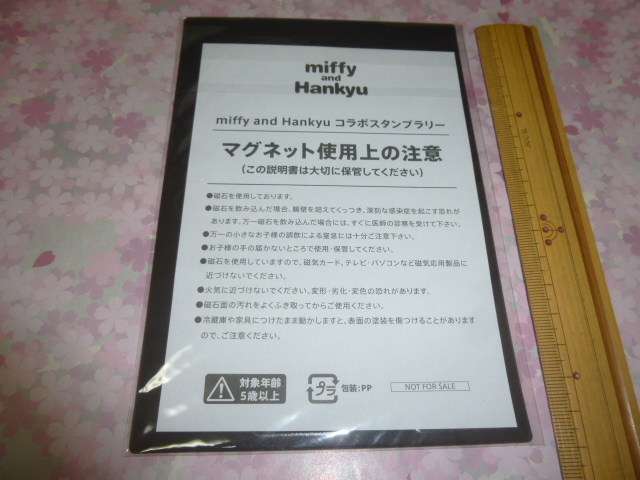 miffy
and
Hankyu
miffy and Hankyu コラボスタンプラリー
マグネット使用上の注意
(この説明書は大切に保管してください)
●磁石を使用しております。
●磁石を飲み込んだ場合、腸壁を超えてくっつき、深刻な感染症を起こす恐れが
あります。万一磁石を飲み込んだ場合には、すぐに医師の診察を受けて下さい。
●万一の小さなお子様の誤飲による窒息には十分ご注意下さい。
●お子様の手の届かないところで使用・保管してください。
●磁石を使用していますので、磁気カード、テレビ・パソコンなど磁気応用製品に
近づけないでください。
●火気に近づけないでください。変形・劣化・変色の恐れがあります。
●磁石面の汚れをよくふき取ってからご使用ください。
●冷蔵庫や家具につけたまま動かしますと、表面の塗装を傷つけることがあります
ので、ご注意ください。
対象年齢
5歳以上
プラ
包装:PP
NOT FOR SALE